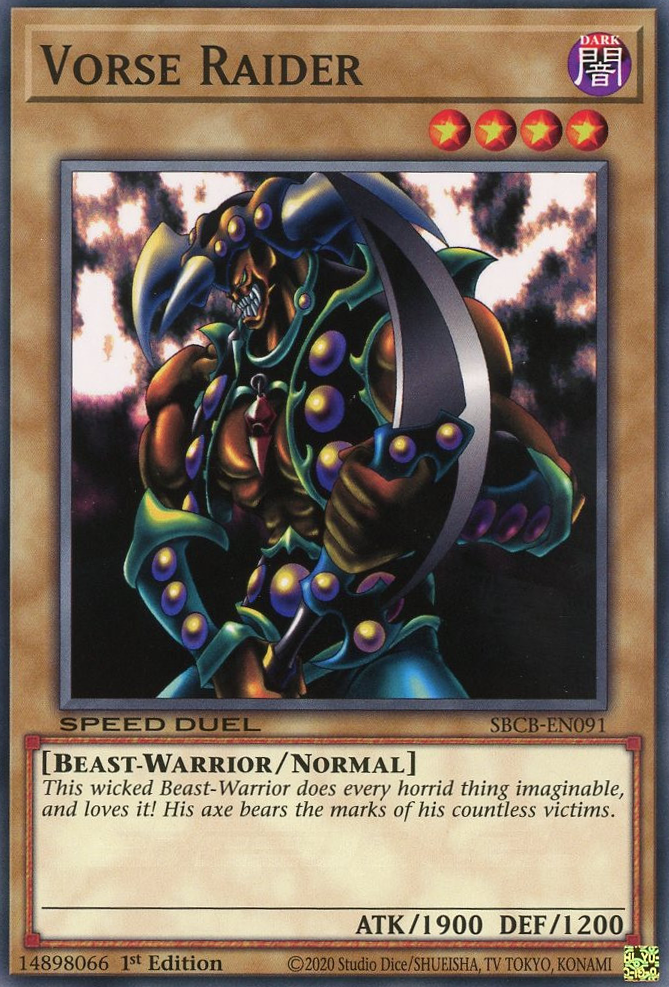 VORSE RAIDER
DARK
闇
SPEED DUEL
SBCB-EN091
[BEAST-WARRIOR/NORMAL]
This wicked Beast-Warrior does every horrid thing imaginable,
and loves it! His axe bears the marks of his countless victims.
ATK/1900 DEF/1200
14898066 1st Edition ©2020 Studio Dice/SHUEISHA, TV TOKYO, KONAMI